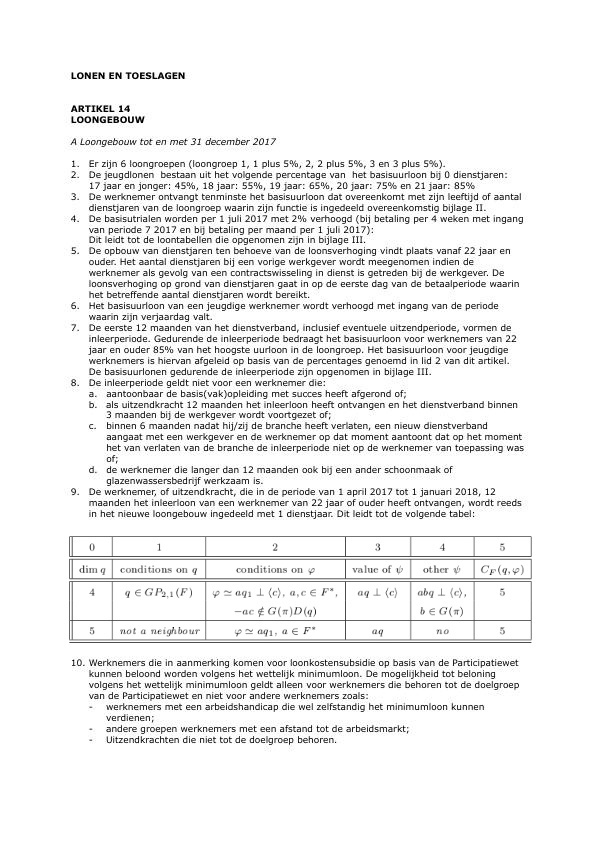 LONEN EN TOESLAGEN
ARTIKEL 14
LOONGEBOUW
A Loongebouw tot en met 31 december 2017
1. Er zijn 6 loongroepen (loongroep 1, 1 plus 5%, 2, 2 plus 5%, 3 en 3 plus 5%).
2. De jeugdlonen bestaan uit het volgende percentage van het basisuurloon bij 0 dienstjaren:
17 jaar en jonger: 45%, 18 jaar: 55%, 19 jaar: 65%, 20 jaar: 75% en 21 jaar: 85%
3. De werknemer ontvangt tenminste het basisuurloon dat overeenkomt met zijn leeftijd of aantal
dienstjaren van de loongroep waarin zijn functie is ingedeeld overeenkomstig bijlage II.
4. De basutrialen worden per 1 juli 2017 met 2% verhoogd (bij betaling per 4 weken met ingang
van periode 7 2017 en bij betaling per maand per 1 juli 2017):
Dit leidt tot de loontabellen die opgenomen zijn in bijlage III.
5. De opbouw van dienstjaren ten behoeve van de loonsverhoging vindt plaats vanaf 22 jaar en
ouder. Het aantal dienstjaren bij een vorige werkgever wordt meegenomen indien de
werknemer als gevolg van een contractswisseling in dienst is getreden bij de werkgever. De
loonsverhoging op grond van dienstjaren gaat in op de eerste dag van de betaalperiode waarin
het betreffende aantal dienstjaren wordt bereikt.
6. Het basisuurloon van een jeugdige werknemer wordt verhoogd met ingang van de periode
waarin zijn verjaardag valt.
7. De eerste 12 maanden van het dienstverband, inclusief eventuele uitzendperiode, vormen de
inleerperiode. Gedurende de inleerperiode bedraagt het basisuurloon voor werknemers van 22
jaar en ouder 85% van het hoogste uurloon in de loongroep. Het basisuurloon voor jeugdige
werknemers is hiervan afgeleid op basis van de percentages genoemd in lid 2 van dit artikel.
De basisuurlonen gedurende de inleerperiode zijn opgenomen in bijlage III.
8. De inleerperiode geldt niet voor een werknemer die:
a. aantoonbaar de basis(vak)opleiding met succes heeft afgerond of;
b. als uitzendkracht 12 maanden het inleerloon heeft ontvangen en het dienstverband binnen
3 maanden bij de werkgever wordt voortgezet of;
c. binnen 6 maanden nadat hij/zij de branche heeft verlaten, een nieuw dienstverband
aangaat met een werkgever en de werknemer op dat moment aantoont dat op het moment
het van verlaten van de branche de inleerperiode niet op de werknemer van toepassing was
of;
d. de werknemer die langer dan 12 maanden ook bij een ander schoonmaak of
glazenwassersbedrijf werkzaam is.
9. De werknemer, of uitzendkracht, die in de periode van 1 april 2017 tot 1 januari 2018, 12
maanden het inleerloon van een werknemer van 22 jaar of ouder heeft ontvangen, wordt reeds
in het nieuwe loongebouw ingedeeld met 1 dienstjaar. Dit leidt tot de volgende tabel:
0 1 2 3 4 5
dim q conditions on q conditions on φ value of ψ other ψ C_F(q,φ)
4 q ∈ GP_{2,1}(F) φ ≃ aq_1 ⊥ ⟨c⟩, a, c ∈ F*, aq ⊥ ⟨c⟩ abq ⊥ ⟨c⟩, 5
−ac ∉ G(π)D(q) b ∈ G(π)
5 not a neighbour φ ≃ aq_1, a ∈ F* aq no 5
10. Werknemers die in aanmerking komen voor loonkostensubsidie op basis van de Participatiewet
kunnen beloond worden volgens het wettelijk minimumloon. De mogelijkheid tot beloning
volgens het wettelijk minimumloon geldt alleen voor werknemers die behoren tot de doelgroep
van de Participatiewet en niet voor andere werknemers zoals:
- werknemers met een arbeidshandicap die wel zelfstandig het minimumloon kunnen
verdienen;
- andere groepen werknemers met een afstand tot de arbeidsmarkt;
- Uitzendkrachten die niet tot de doelgroep behoren.